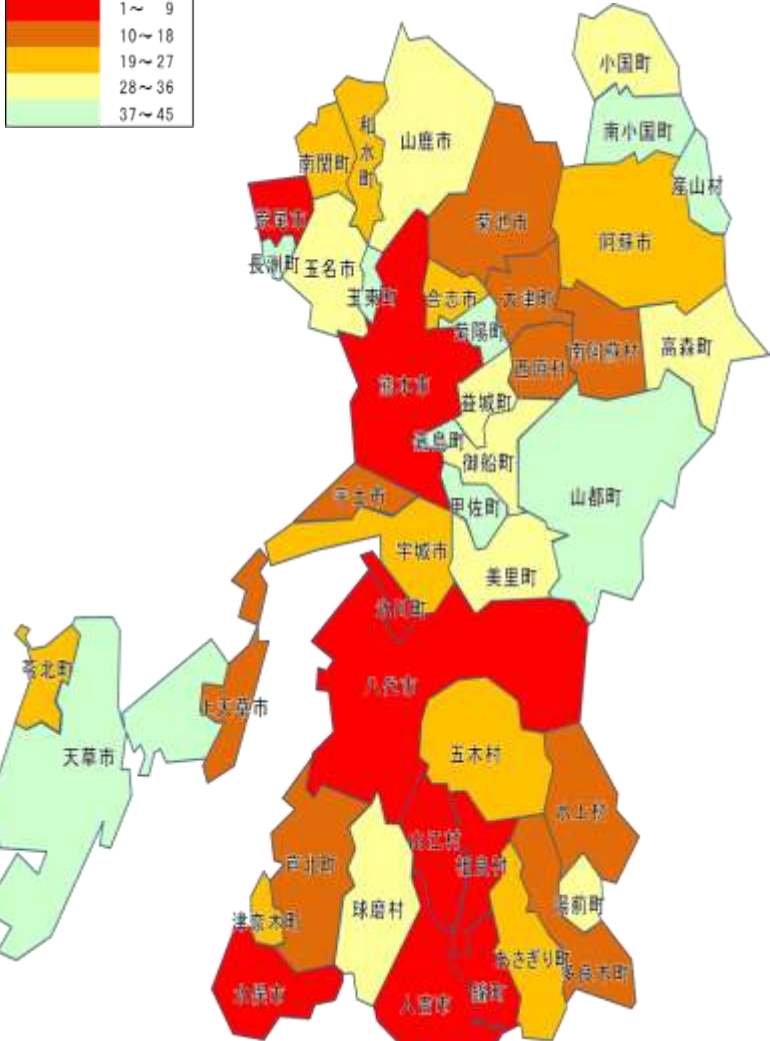 1～ 9
10～18
19～27
28～36
37～45
小国町
南小国町
産山村
和水町
山鹿市
南関町
菊池市
阿蘇市
荒尾市
長洲町
玉名市
玉東町
合志市
大津町
菊陽町
西原村
南阿蘇村
高森町
熊本市
益城町
嘉島町
御船町
甲佐町
山都町
宇土市
宇城市
美里町
氷川町
八代市
苓北町
上天草市
天草市
五木村
水上村
山江村
相良村
芦北町
湯前町
球磨村
津奈木町
あさぎり町
多良木町
水俣市
人吉市
錦町